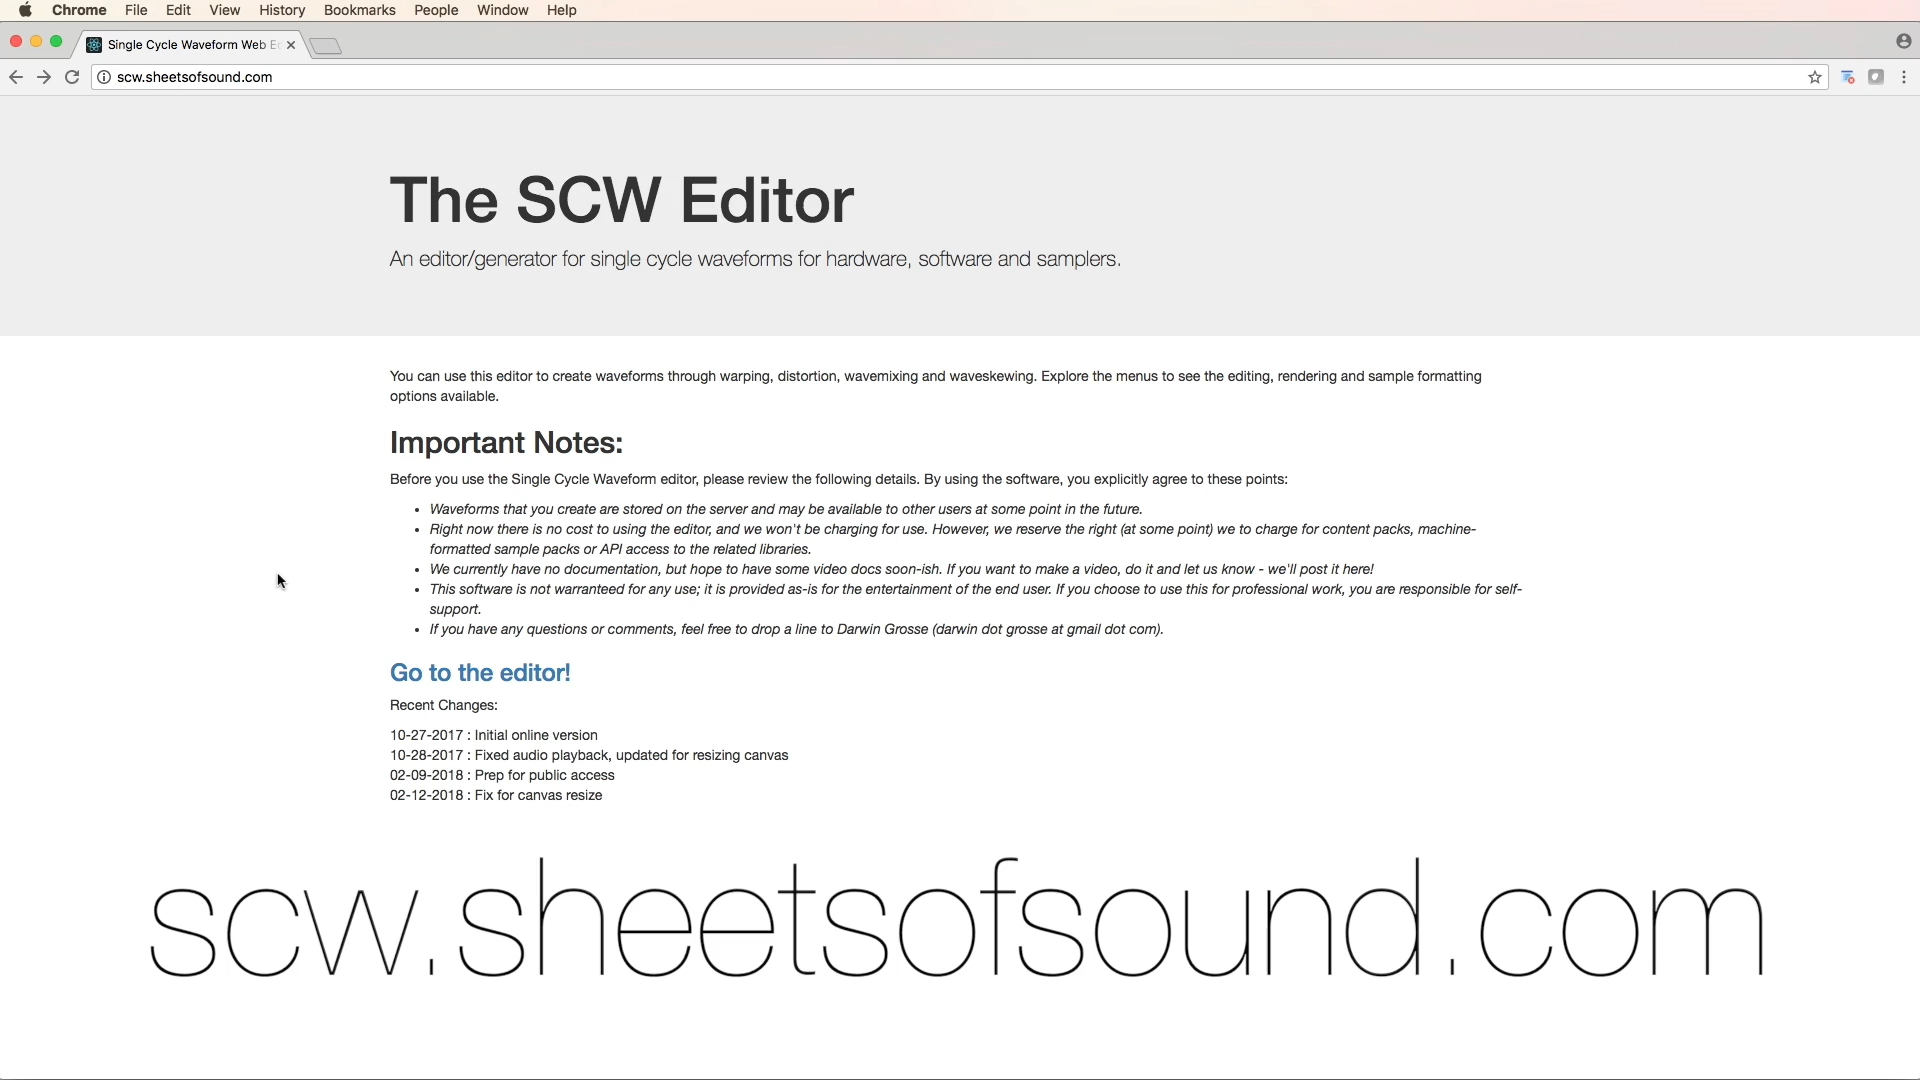 Chrome File Edit View History Bookmarks People Window Help
Single Cycle Waveform Web
scw.sheetsofsound.com
The SCW Editor
An editor/generator for single cycle waveforms for hardware, software and samplers.
You can use this editor to create waveforms through warping, distortion, wavemixing and waveskewing. Explore the menus to see the editing, rendering and sample formatting
options available.
Important Notes:
Before you use the Single Cycle Waveform editor, please review the following details. By using the software, you explicitly agree to these points:
• Waveforms that you create are stored on the server and may be available to other users at some point in the future.
• Right now there is no cost to using the editor, and we won't be charging for use. However, we reserve the right (at some point) we to charge for content packs, machine-
formatted sample packs or API access to the related libraries.
• We currently have no documentation, but hope to have some video docs soon-ish. If you want to make a video, do it and let us know - we'll post it here!
• This software is not warranteed for any use; it is provided as-is for the entertainment of the end user. If you choose to use this for professional work, you are responsible for self-
support.
• If you have any questions or comments, feel free to drop a line to Darwin Grosse (darwin dot grosse at gmail dot com).
Go to the editor!
Recent Changes:
10-27-2017 : Initial online version
10-28-2017 : Fixed audio playback, updated for resizing canvas
02-09-2018 : Prep for public access
02-12-2018 : Fix for canvas resize
scw.sheetsofsound.com